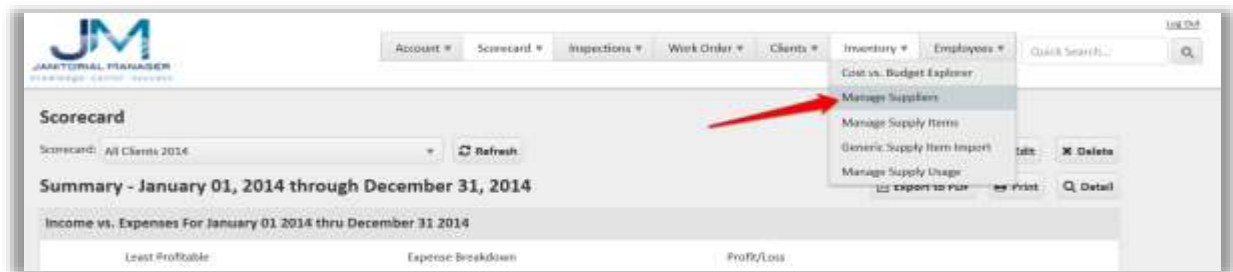 Log Out
JM
JANITORIAL MANAGER
Account Scorecard Inspections Work Order Clients Inventory Employees Quick Search...
Cost vs. Budget Explorer
Manage Suppliers
Manage Supply Items
Generic Supply Item Import
Manage Supply Usage
Scorecard
Scorecard: All Clients 2014 Refresh Edit Delete
Summary - January 01, 2014 through December 31, 2014 Export to PDF Print Detail
Income vs. Expenses For January 01 2014 thru December 31 2014
Least Profitable Expense Breakdown Profit/Loss